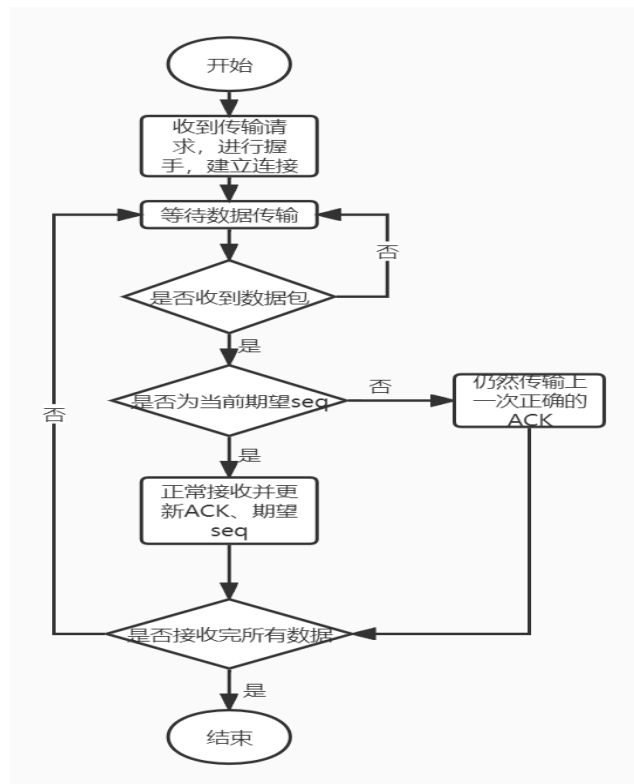 开始
收到传输请
求，进行握
手，建立连接
等待数据传输
否
是否收到数据包
是
是否为当前期望seq
否
仍然传输上
一次正确的
ACK
否
是
正常接收并更
新ACK、期望
seq
是否接收完所有数据
是
结束